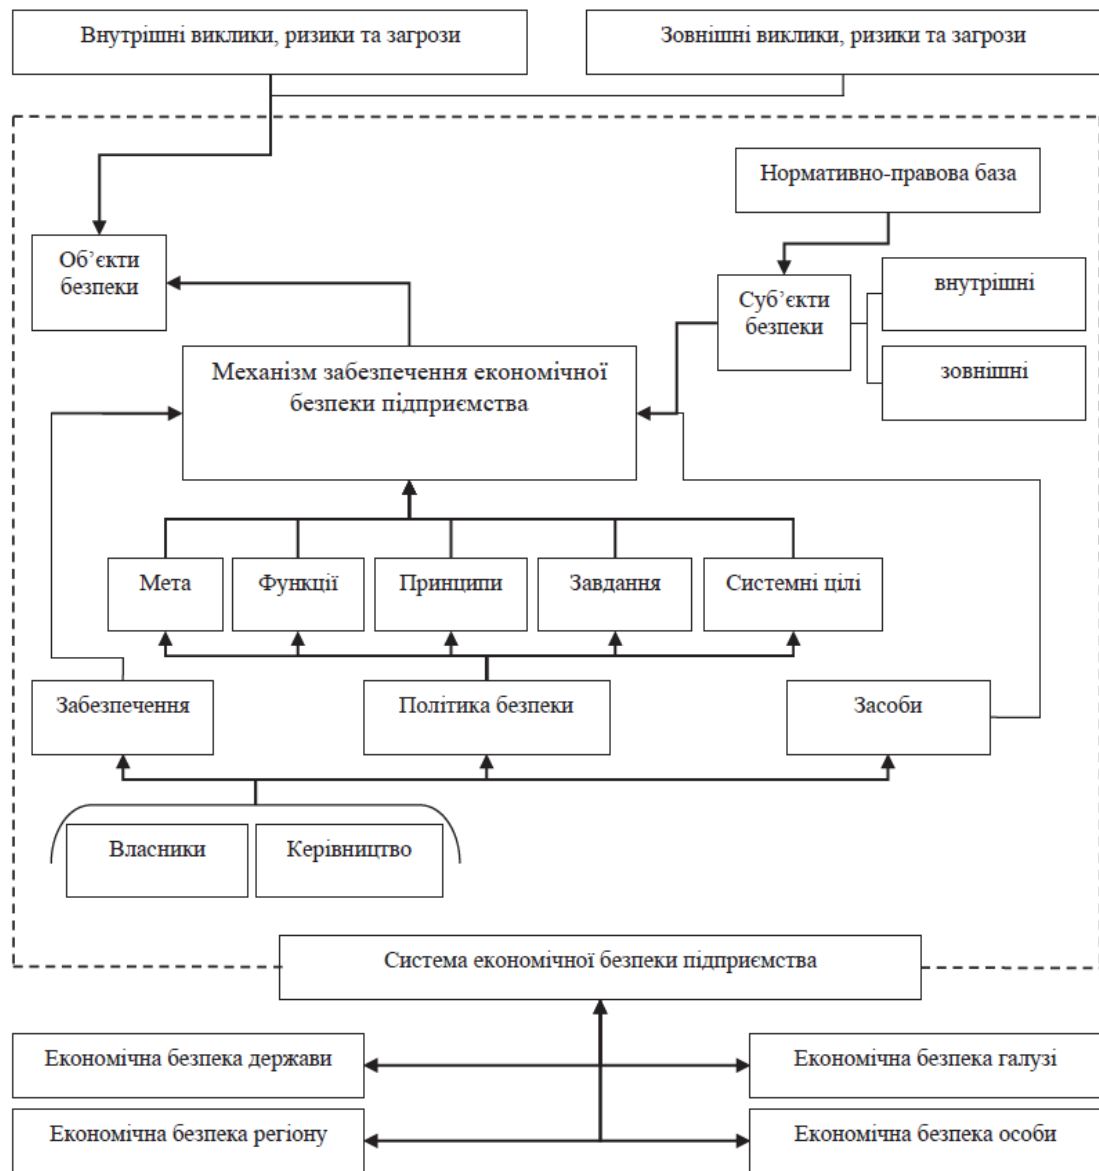 Внутрішні виклики, ризики та загрози
Зовнішні виклики, ризики та загрози
Нормативно-правова база
Об’єкти
безпеки
Суб’єкти
безпеки
внутрішні
зовнішні
Механізм забезпечення економічної
безпеки підприємства
Мета
Функції
Принципи
Завдання
Системні цілі
Забезпечення
Політика безпеки
Засоби
Власники
Керівництво
Система економічної безпеки підприємства
Економічна безпека держави
Економічна безпека галузі
Економічна безпека регіону
Економічна безпека особи